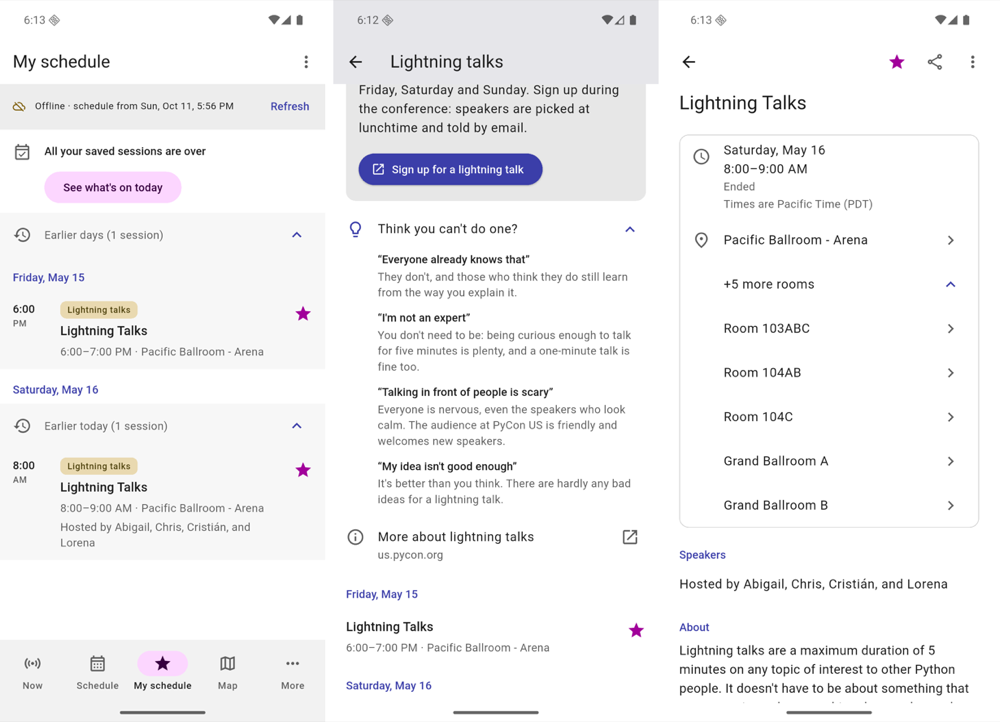 6:13
My schedule
Offline · schedule from Sun, Oct 11, 5:56 PM
Refresh
All your saved sessions are over
See what's on today
Earlier days (1 session)
Friday, May 15
6:00
PM
Lightning talks
Lightning Talks
6:00–7:00 PM · Pacific Ballroom - Arena
Saturday, May 16
Earlier today (1 session)
8:00
AM
Lightning talks
Lightning Talks
8:00–9:00 AM · Pacific Ballroom - Arena
Hosted by Abigail, Chris, Cristián, and
Lorena
Now
Schedule
My schedule
Map
More
6:12
Lightning talks
Friday, Saturday and Sunday. Sign up during
the conference: speakers are picked at
lunchtime and told by email.
Sign up for a lightning talk
Think you can't do one?
“Everyone already knows that”
They don't, and those who think they do still learn
from the way you explain it.
“I'm not an expert”
You don't need to be: being curious enough to talk
for five minutes is plenty, and a one-minute talk is
fine too.
“Talking in front of people is scary”
Everyone is nervous, even the speakers who look
calm. The audience at PyCon US is friendly and
welcomes new speakers.
“My idea isn't good enough”
It's better than you think. There are hardly any bad
ideas for a lightning talk.
More about lightning talks
us.pycon.org
Friday, May 15
Lightning Talks
6:00–7:00 PM · Pacific Ballroom - Arena
Saturday, May 16
6:13
Lightning Talks
Saturday, May 16
8:00–9:00 AM
Ended
Times are Pacific Time (PDT)
Pacific Ballroom - Arena
+5 more rooms
Room 103ABC
Room 104AB
Room 104C
Grand Ballroom A
Grand Ballroom B
Speakers
Hosted by Abigail, Chris, Cristián, and Lorena
About
Lightning talks are a maximum duration of 5
minutes on any topic of interest to other Python
people. It doesn't have to be about something that